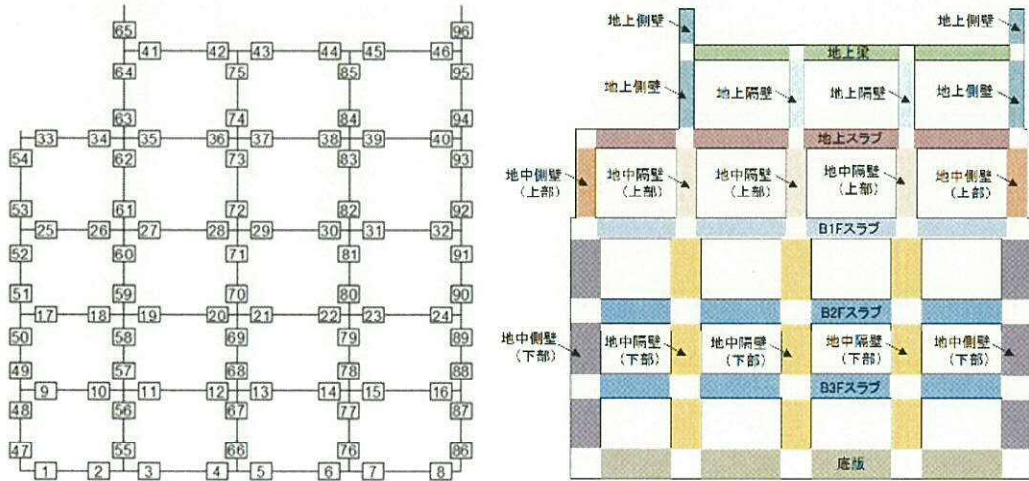 65 96
41 42 43 44 45 46
64 75 85 95
63 74 84 94
33 34 35 36 37 38 39 40
54 62 73 83 93
53 61 72 82 92
25 26 27 28 29 30 31 32
52 60 71 81 91
51 59 70 80 90
17 18 19 20 21 22 23 24
50 58 69 79 89
49 57 68 78 88
9 10 11 12 13 14 15 16
48 56 67 77 87
47 55 66 76 86
1 2 3 4 5 6 7 8
地上側壁 地上側壁
地上梁
地上側壁 地上隔壁 地上隔壁 地上側壁
地上スラブ
地中側壁 地中隔壁 地中隔壁 地中隔壁 地中側壁
(上部) (上部) (上部) (上部) (上部)
B1Fスラブ
B2Fスラブ
地中側壁 地中隔壁 地中隔壁 地中隔壁 地中側壁
(下部) (下部) (下部) (下部) (下部)
B3Fスラブ
底版